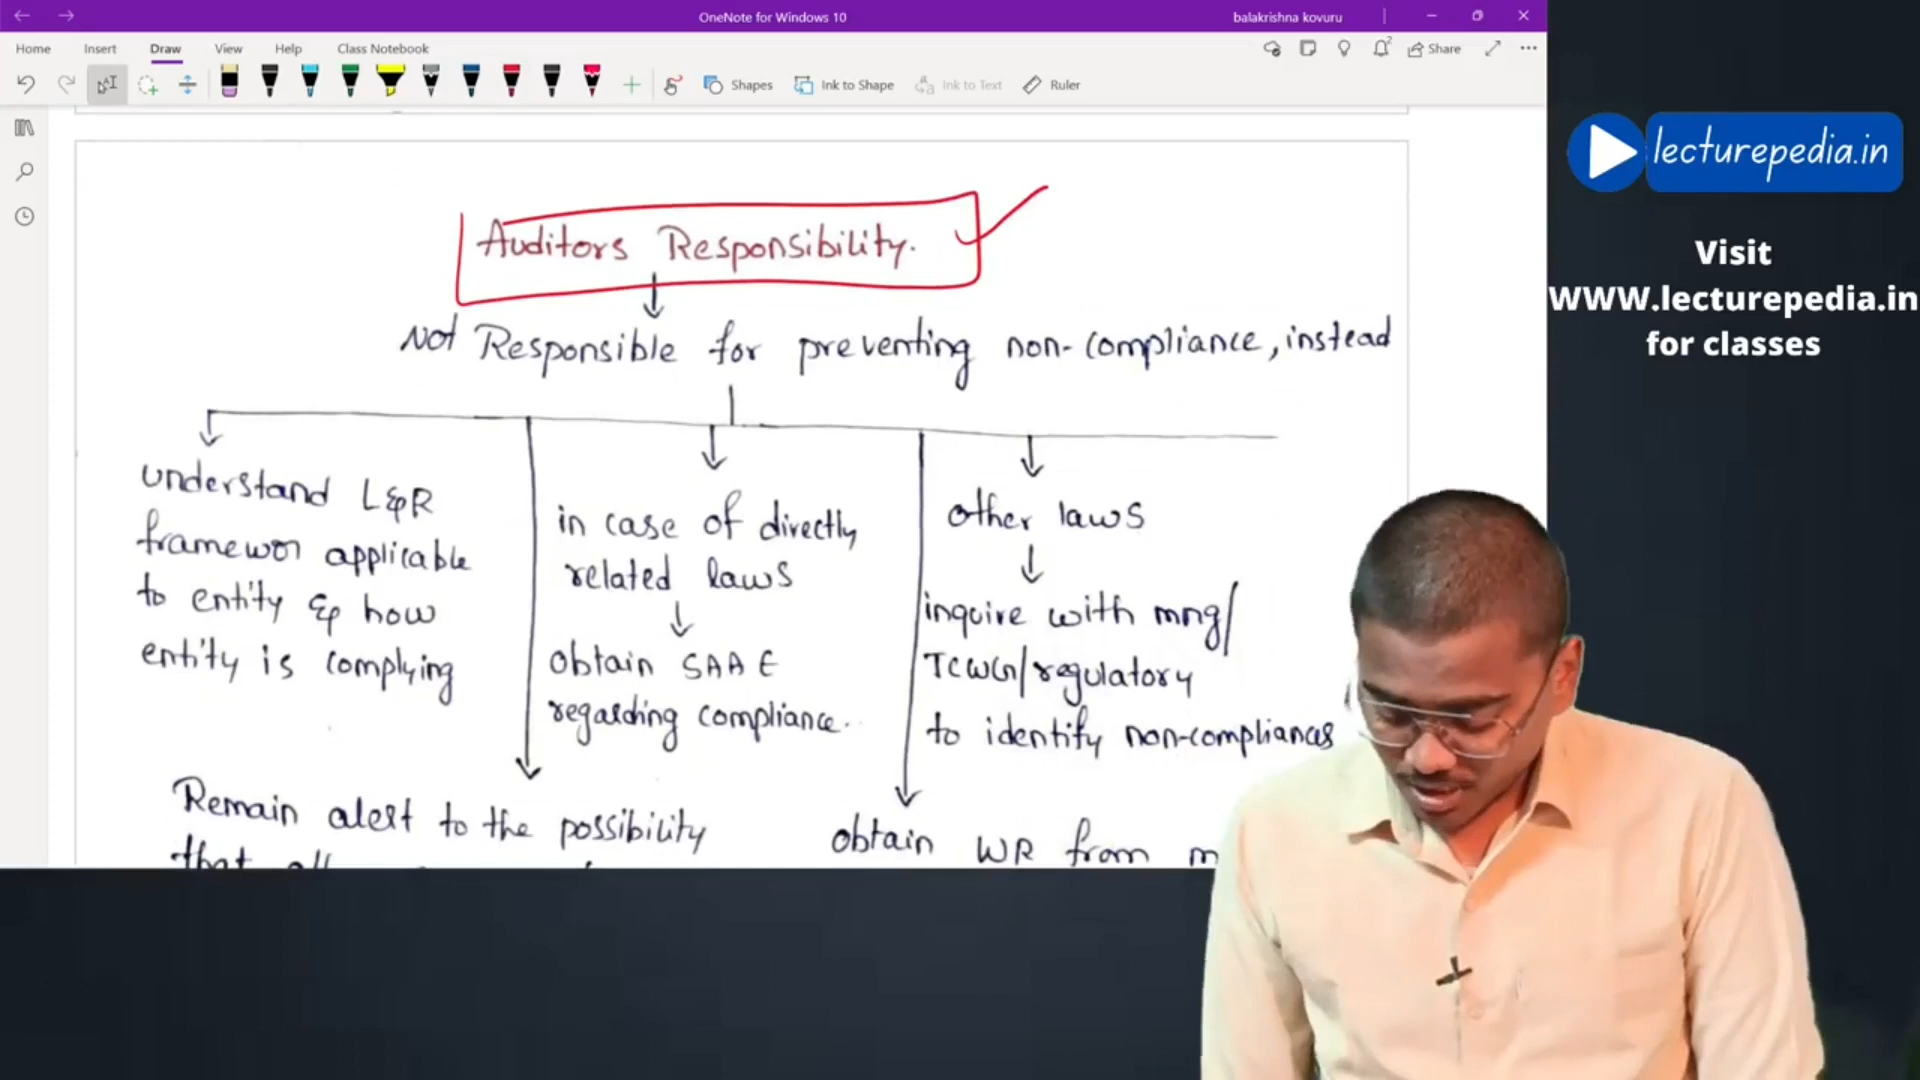 OneNote for Windows 10
balakrishna kovuru
Home
Insert
Draw
View
Help
Class Notebook
2
Share
Shapes
Ink to Shape
Ink to Text
Ruler
lecturepedia.in
Visit
WWW.lecturepedia.in
for classes
Auditors Responsibility.
Not Responsible for preventing non-compliance, instead
understand L&R
framewor applicable
to entity & how
entity is complying
in case of directly
related laws
obtain SAAE
regarding compliance.
other laws
inquire with mng/
TCWG/regulatory
to identify non-compliances
Remain alert to the possibility
that
obtain WR from m